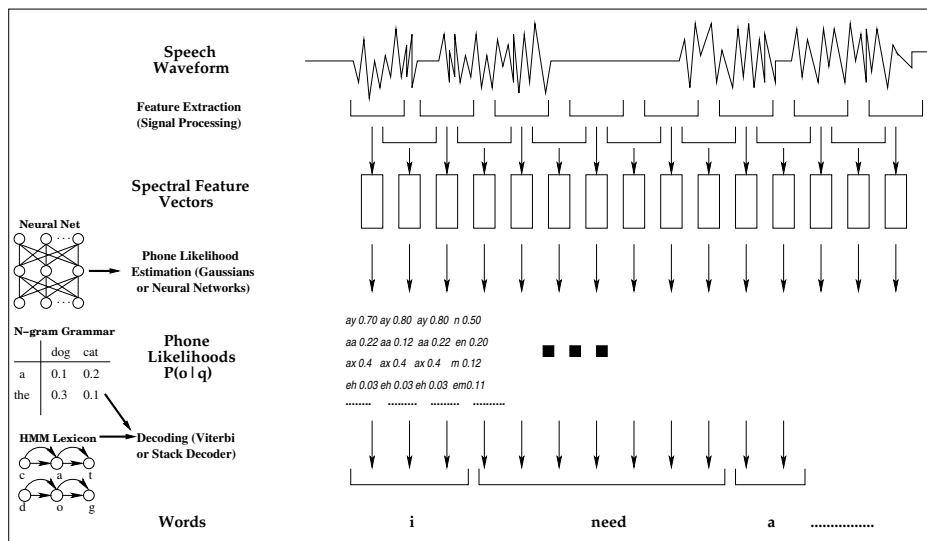 Speech
Waveform
Feature Extraction
(Signal Processing)
Spectral Feature
Vectors
Neural Net
Phone Likelihood
Estimation (Gaussians
or Neural Networks)
N−gram Grammar
dog cat
a 0.1 0.2
the 0.3 0.1
Phone
Likelihoods
P(o|q)
ay 0.70 ay 0.80 ay 0.80 n 0.50
aa 0.22 aa 0.12 aa 0.22 en 0.20
ax 0.4 ax 0.4 ax 0.4 m 0.12
eh 0.03 eh 0.03 eh 0.03 em0.11
......... ......... ......... ..........
HMM Lexicon
c a t
d o g
Decoding (Viterbi
or Stack Decoder)
Words i need a ................